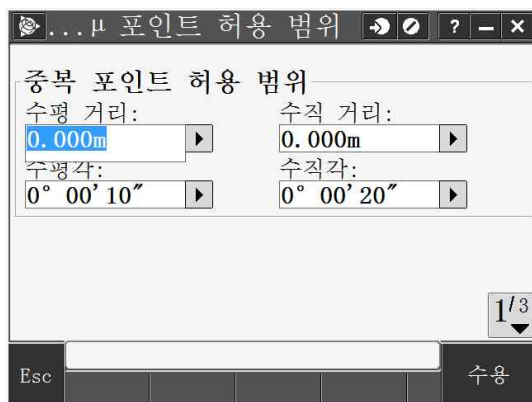 ...μ 포인트 허용 범위 ? – ×
중복 포인트 허용 범위
수평 거리: 수직 거리:
0.000m 0.000m
수평각: 수직각:
0° 00'10" 0° 00'20"
1/3
Esc 수용